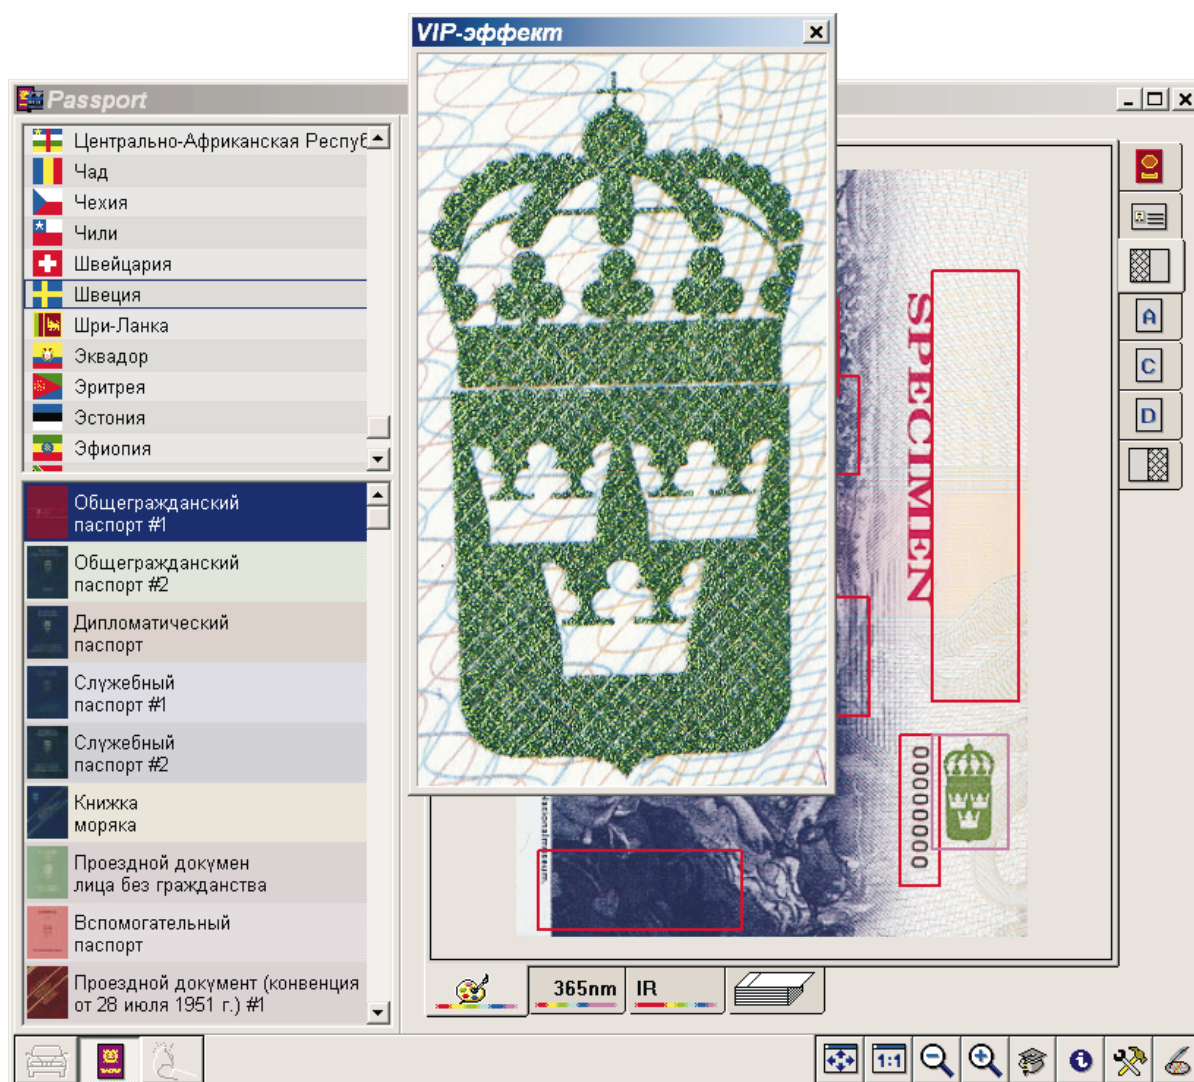 VIP-эффект
Passport
Центрально-Африканская Респуб
Чад
Чехия
Чили
Швейцария
Швеция
Шри-Ланка
Эквадор
Эритрея
Эстония
Эфиопия
Общегражданский
паспорт #1
Общегражданский
паспорт #2
Дипломатический
паспорт
Служебный
паспорт #1
Служебный
паспорт #2
Книжка
моряка
Проездной докумен
лица без гражданства
Вспомогательный
паспорт
Проездной документ (конвенция
от 28 июля 1951 г.) #1
SPECIMEN
00000000
Nationalmuseum.
A
C
D
365nm
IR
1:1